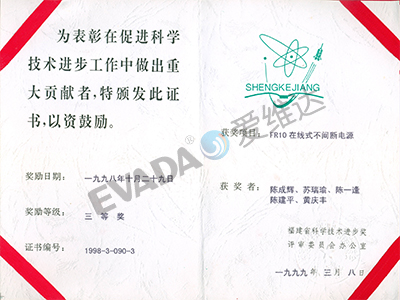 为表彰在促进科学
技术进步工作中做出重
大贡献者,特颁发此证
书,以资鼓励。
奖励日期: 一九九八年十月二十九日
奖励等级: 三等奖
证书编号: 1998-3-090-3
SHENGKEJIANG
获奖项目: FR10在线式不间断电源
获奖者: 陈成辉、苏瑞瑜、陈一逢
陈建平、黄庆丰
福建省科学技术进步奖
评审委员会办公室
一九九九年三月八日
EVADA 爱维达